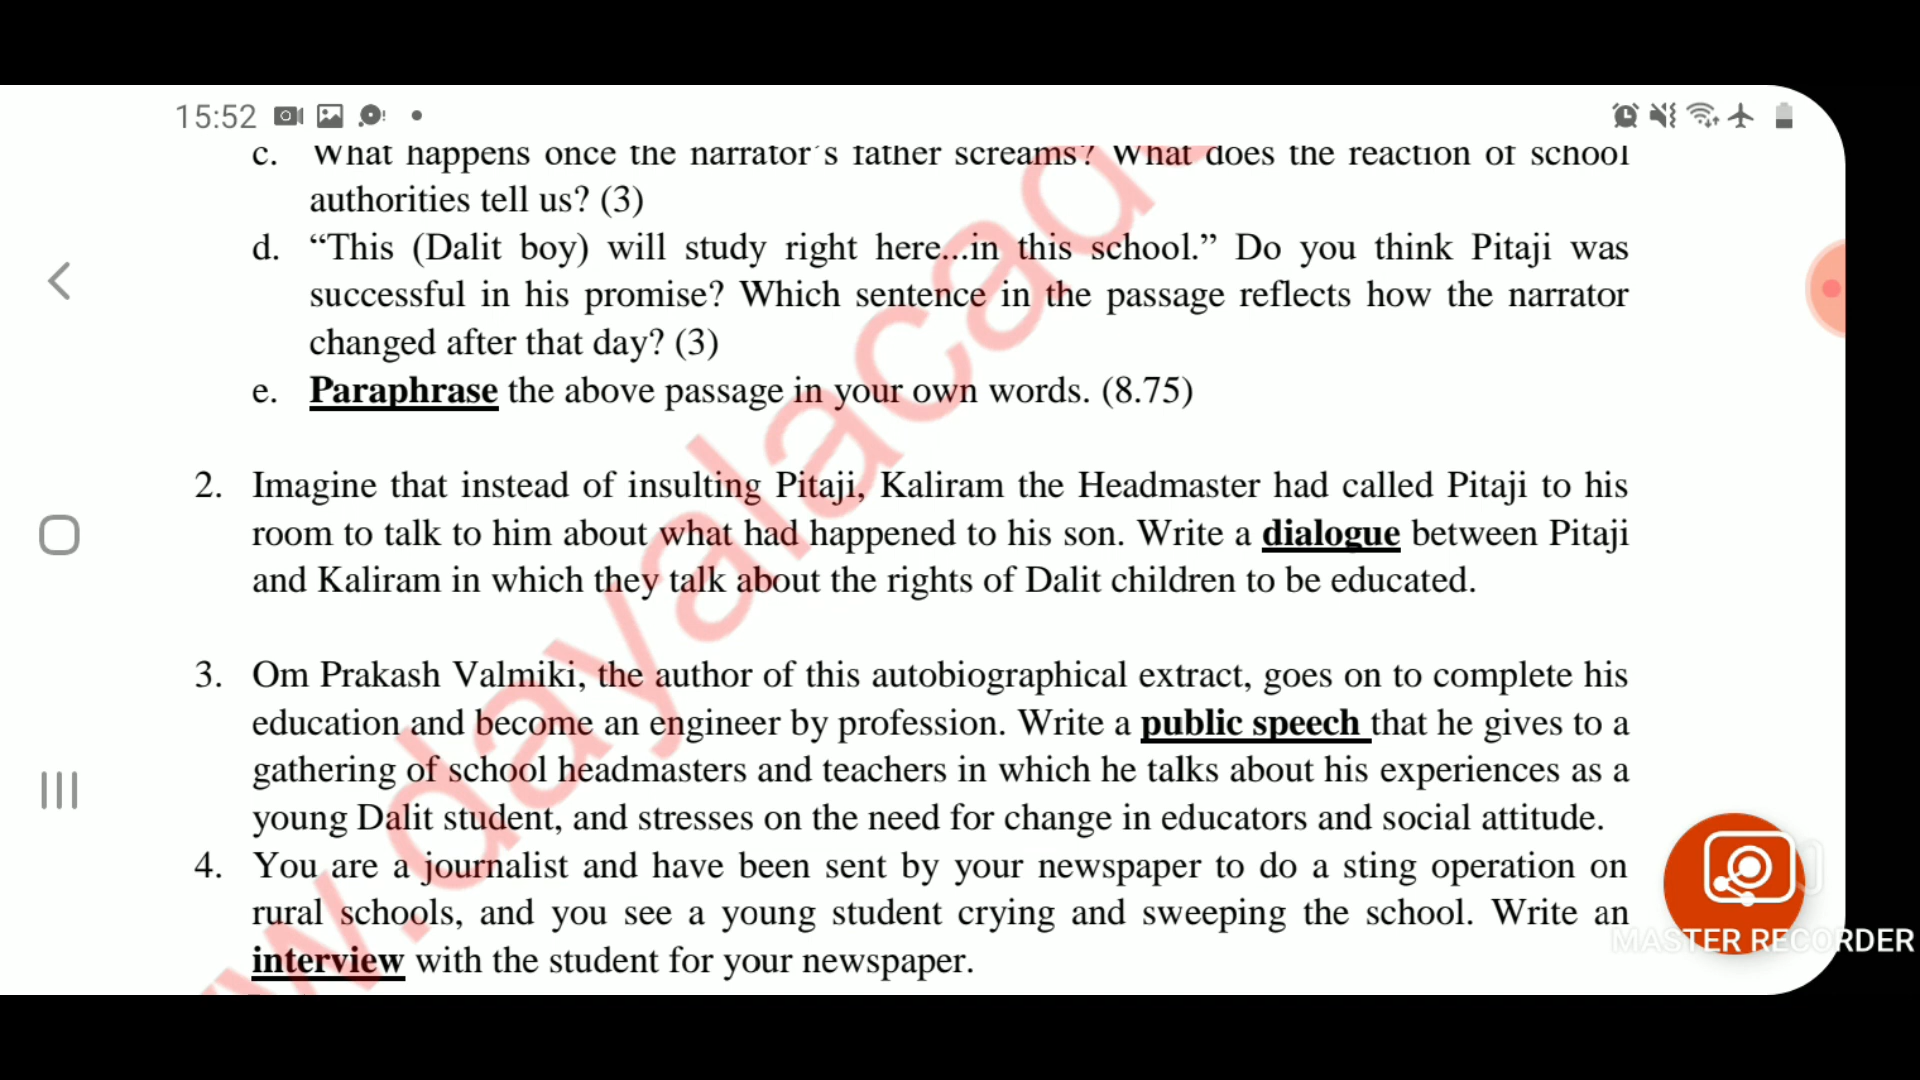 15:52
c. What happens once the narrator's father screams? What does the reaction of school
authorities tell us? (3)
d. “This (Dalit boy) will study right here...in this school.” Do you think Pitaji was
successful in his promise? Which sentence in the passage reflects how the narrator
changed after that day? (3)
e. Paraphrase the above passage in your own words. (8.75)
2. Imagine that instead of insulting Pitaji, Kaliram the Headmaster had called Pitaji to his
room to talk to him about what had happened to his son. Write a dialogue between Pitaji
and Kaliram in which they talk about the rights of Dalit children to be educated.
3. Om Prakash Valmiki, the author of this autobiographical extract, goes on to complete his
education and become an engineer by profession. Write a public speech that he gives to a
gathering of school headmasters and teachers in which he talks about his experiences as a
young Dalit student, and stresses on the need for change in educators and social attitude.
4. You are a journalist and have been sent by your newspaper to do a sting operation on
rural schools, and you see a young student crying and sweeping the school. Write an
interview with the student for your newspaper.
MASTER RECORDER
w.dayalacad